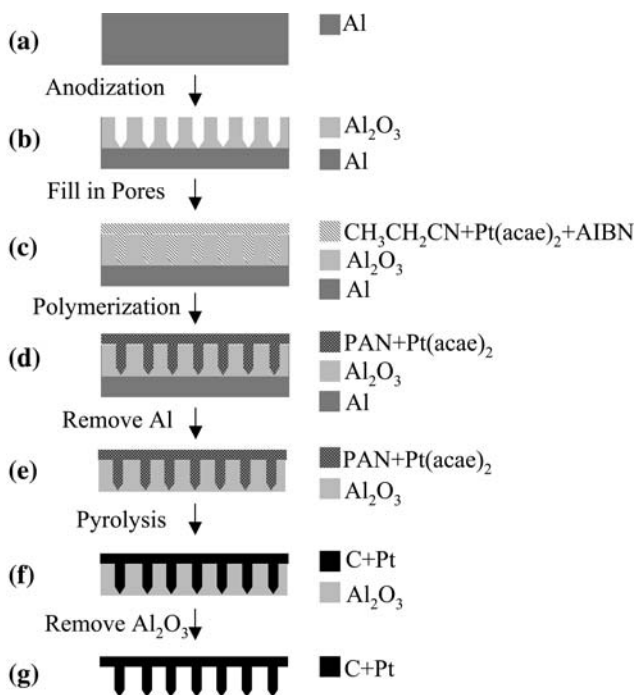 (a)
Al
Anodization
(b)
Al₂O₃
Al
Fill in Pores
(c)
CH₃CH₂CN+Pt(acae)₂+AIBN
Al₂O₃
Al
Polymerization
(d)
PAN+Pt(acae)₂
Al₂O₃
Al
Remove Al
(e)
PAN+Pt(acae)₂
Al₂O₃
Pyrolysis
(f)
C+Pt
Al₂O₃
Remove Al₂O₃
(g)
C+Pt